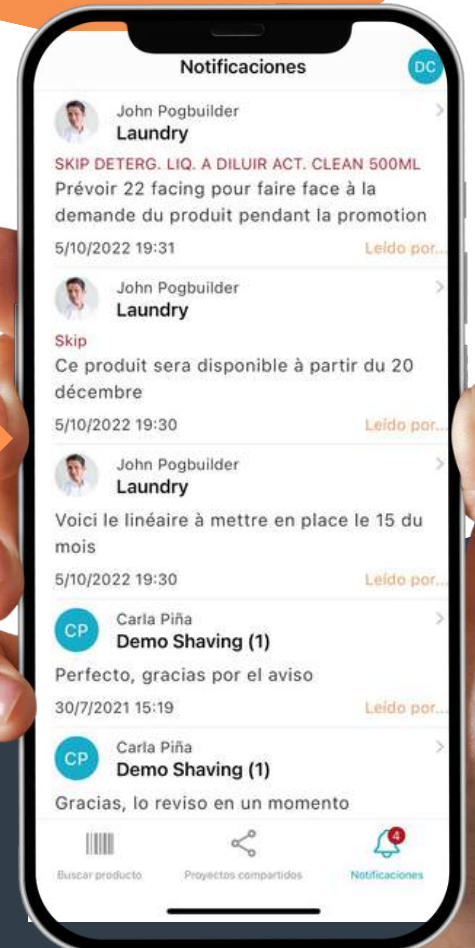 Notificaciones
DC
John Pogbuilder
Laundry
SKIP DETERG. LIQ. A DILUIR ACT. CLEAN 500ML
Prévoir 22 facing pour faire face à la
demande du produit pendant la promotion
5/10/2022 19:31
Leído por...
John Pogbuilder
Laundry
Skip
Ce produit sera disponible à partir du 20
décembre
5/10/2022 19:30
Leído por...
John Pogbuilder
Laundry
Voici le linéaire à mettre en place le 15 du
mois
5/10/2022 19:30
Leído por...
CP
Carla Piña
Demo Shaving (1)
Perfecto, gracias por el aviso
30/7/2021 15:19
Leído por...
CP
Carla Piña
Demo Shaving (1)
Gracias, lo reviso en un momento
4
Buscar producto
Proyectos compartidos
Notificaciones